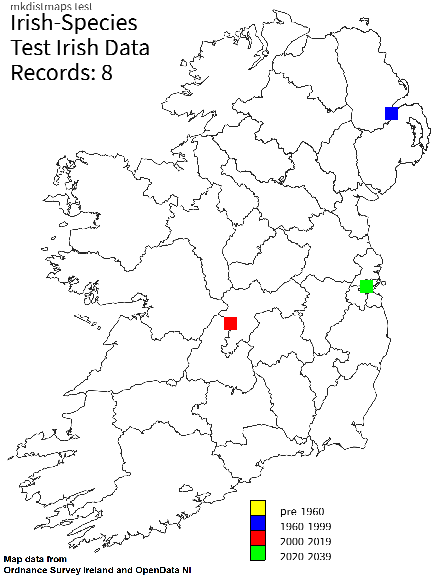 mkdistmaps Test
Irish-Species
Test Irish Data
Records: 8
pre 1960
1960 1999
2000 2019
2020 2039
Map data from
Ordnance Survey Ireland and OpenData NI